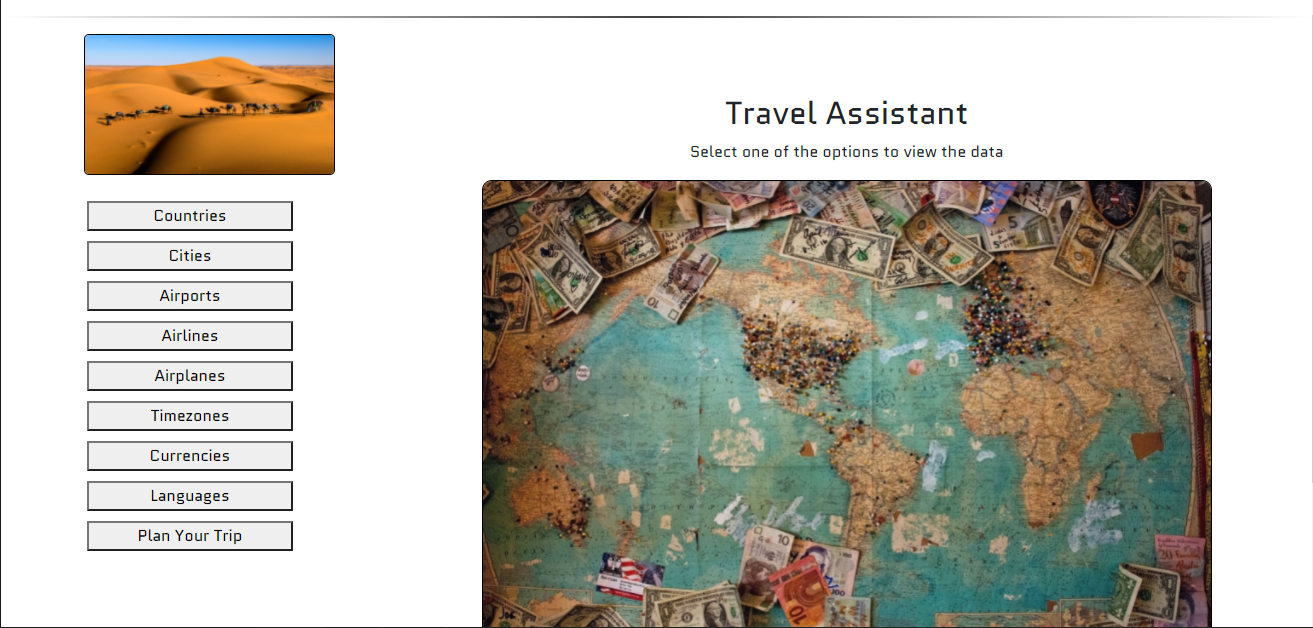 Travel Assistant
Select one of the options to view the data
Countries
Cities
Airports
Airlines
Airplanes
Timezones
Currencies
Languages
Plan Your Trip